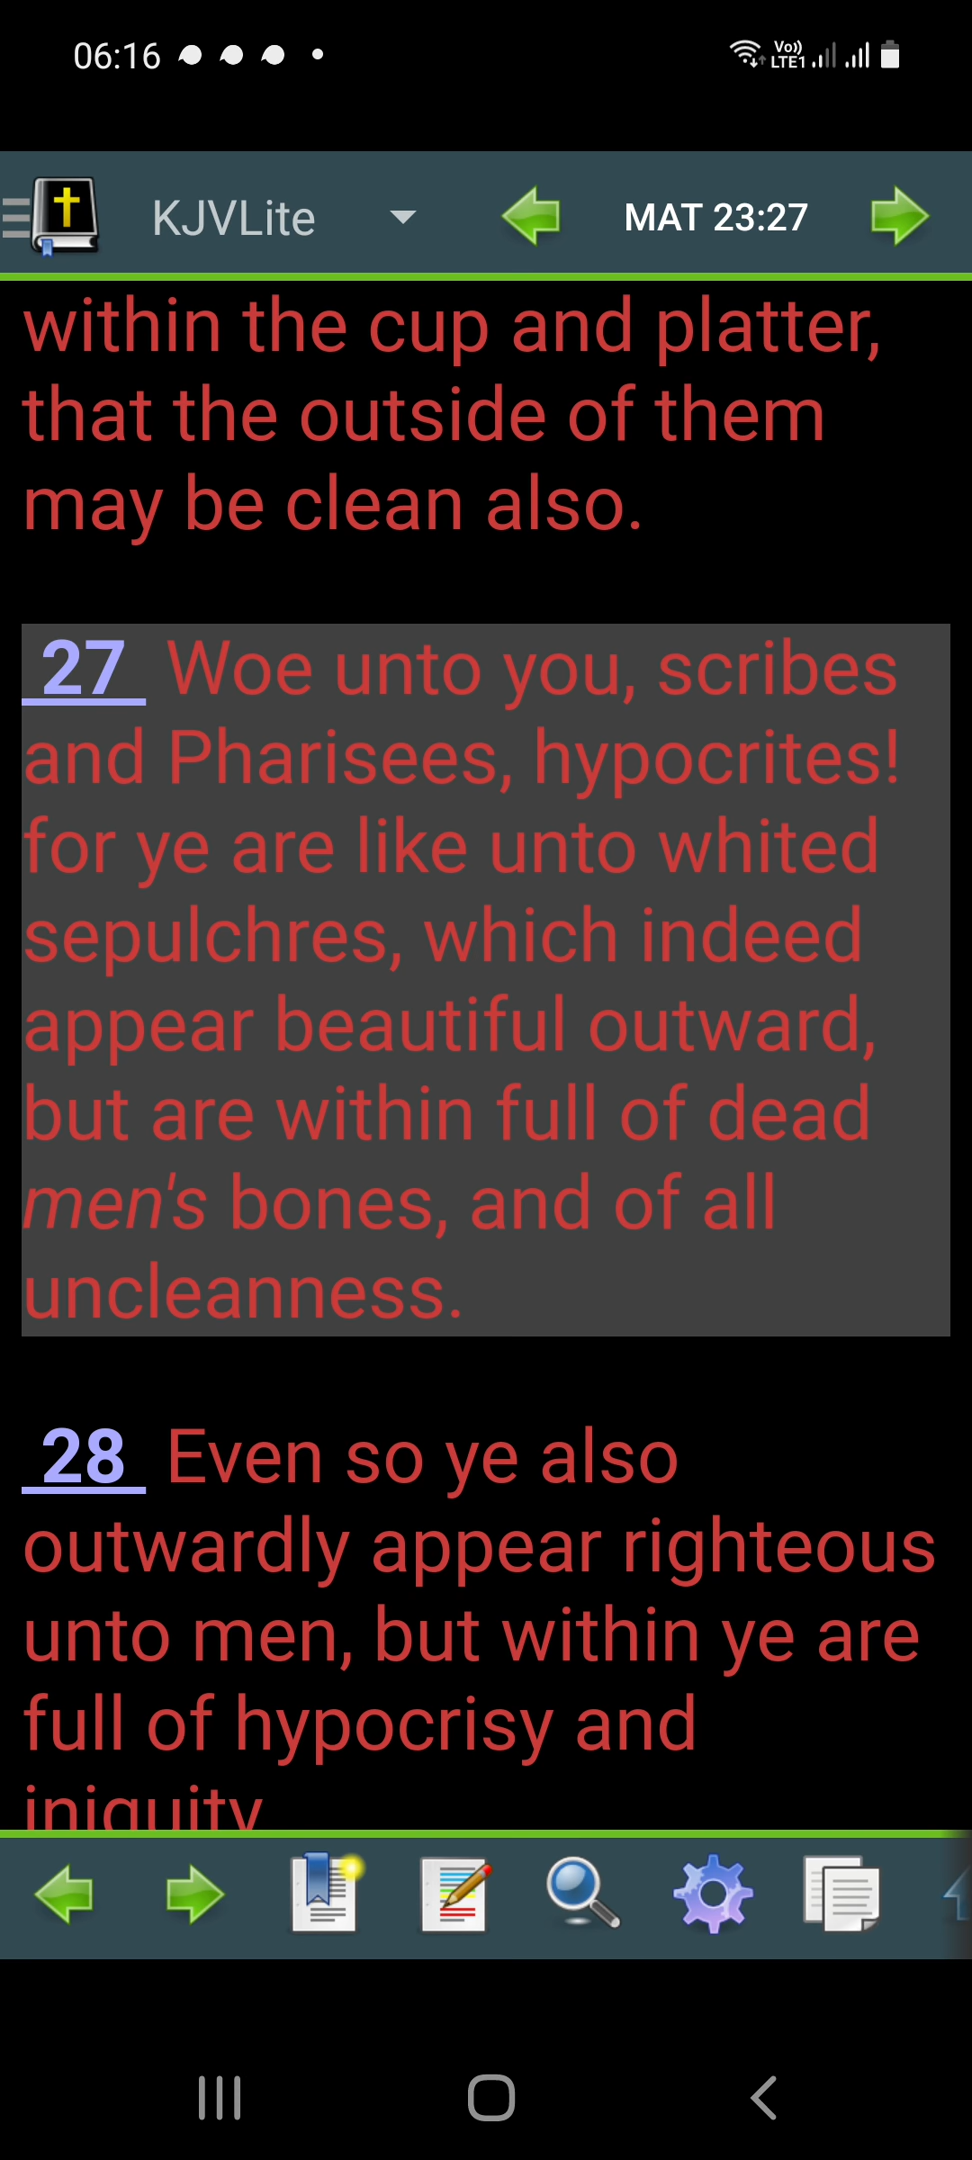 06:16
Vo))
LTE1
KJVLite
MAT 23:27
within the cup and platter,
that the outside of them
may be clean also.
27 Woe unto you, scribes
and Pharisees, hypocrites!
for ye are like unto whited
sepulchres, which indeed
appear beautiful outward,
but are within full of dead
men's bones, and of all
uncleanness.
28 Even so ye also
outwardly appear righteous
unto men, but within ye are
full of hypocrisy and
iniquity